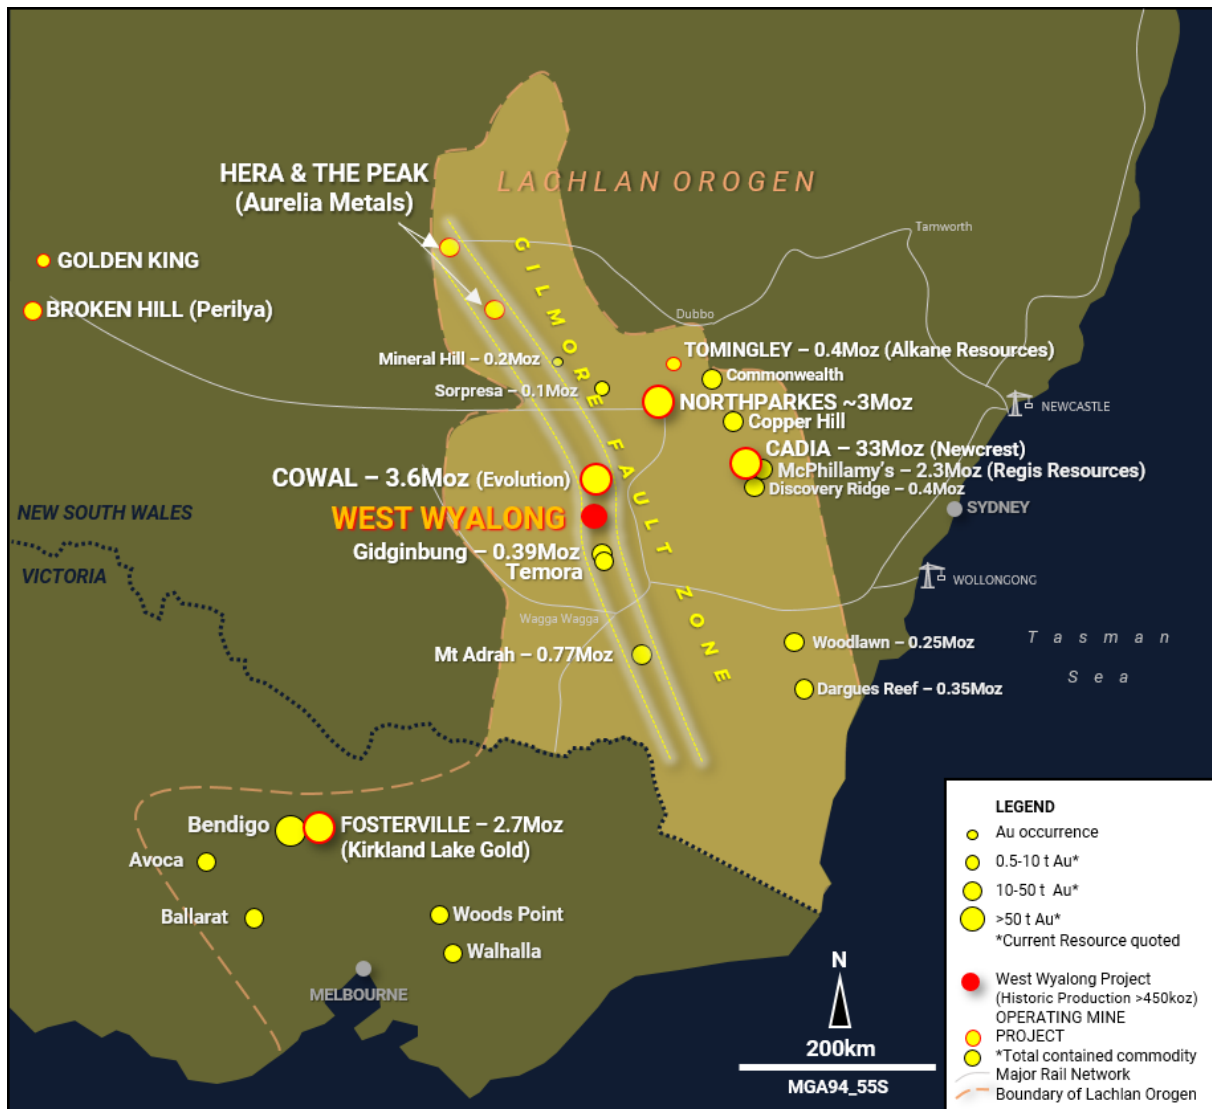 HERA & THE PEAK
(Aurelia Metals)
LACHLAN OROGEN
Tamworth
GOLDEN KING
BROKEN HILL (Perilya)
GILMORE FAULT ZONE
Dubbo
Mineral Hill – 0.2Moz
TOMINGLEY – 0.4Moz (Alkane Resources)
Commonwealth
Sorpresa – 0.1Moz
NORTHPARKES ~3Moz
NEWCASTLE
Copper Hill
CADIA – 33Moz (Newcrest)
McPhillamy's – 2.3Moz (Regis Resources)
COWAL – 3.6Moz (Evolution)
Discovery Ridge – 0.4Moz
SYDNEY
NEW SOUTH WALES
WEST WYALONG
Gidginbung – 0.39Moz
Temora
VICTORIA
WOLLONGONG
Wagga Wagga
Woodlawn – 0.25Moz
Tasman
Sea
Mt Adrah – 0.77Moz
Dargues Reef – 0.35Moz
Bendigo
FOSTERVILLE – 2.7Moz
(Kirkland Lake Gold)
Avoca
Ballarat
Woods Point
Walhalla
MELBOURNE
N
200km
MGA94_55S
LEGEND
Au occurrence
0.5-10 t Au*
10-50 t Au*
>50 t Au*
*Current Resource quoted
West Wyalong Project
(Historic Production >450koz)
OPERATING MINE
PROJECT
*Total contained commodity
Major Rail Network
Boundary of Lachlan Orogen